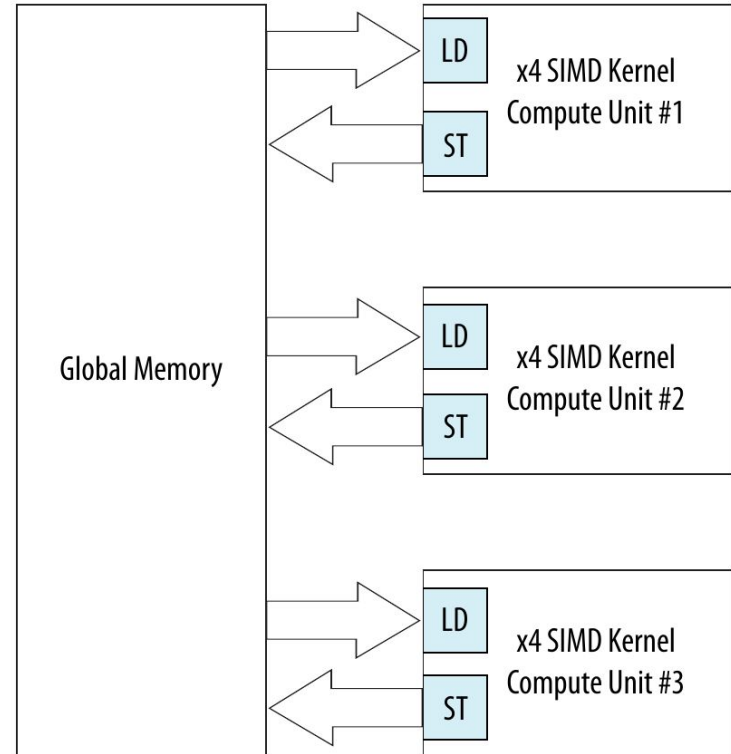 Global Memory
LD
x4 SIMD Kernel
Compute Unit #1
ST
LD
x4 SIMD Kernel
Compute Unit #2
ST
LD
x4 SIMD Kernel
Compute Unit #3
ST